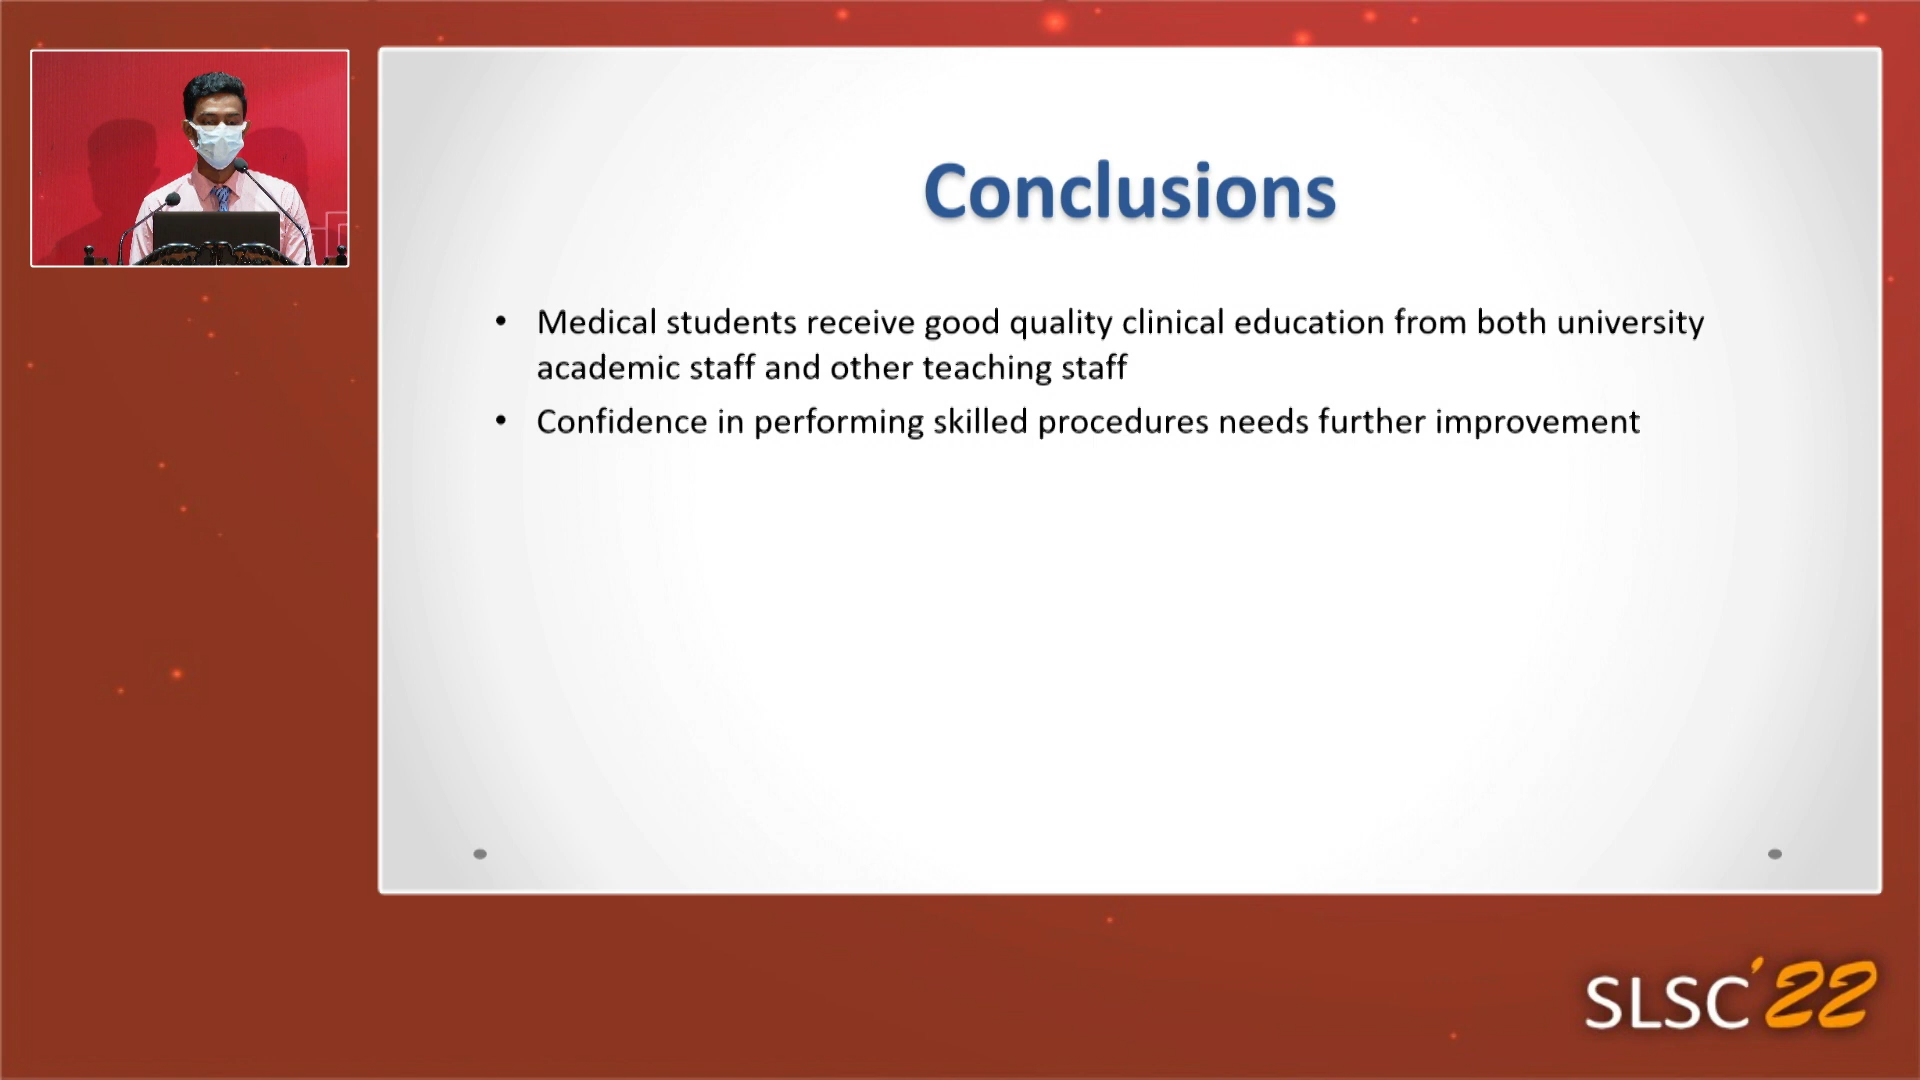 Conclusions
• Medical students receive good quality clinical education from both university
academic staff and other teaching staff
• Confidence in performing skilled procedures needs further improvement
SLSC'22